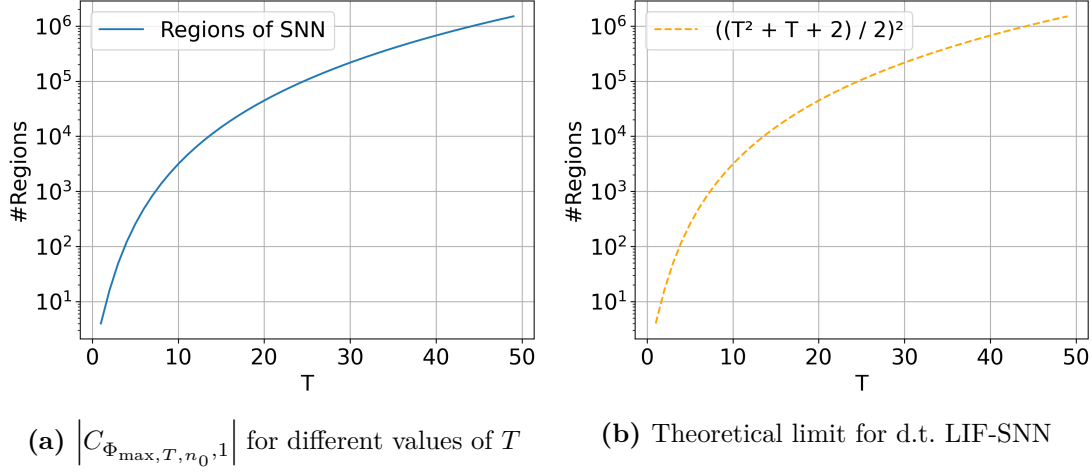 10⁶
10⁵
10⁴
10³
10²
10¹
#Regions
Regions of SNN
0 10 20 30 40 50
T
(a) |C_{Φ_{max,T,n₀},1}| for different values of T
10⁶
10⁵
10⁴
10³
10²
10¹
#Regions
((T² + T + 2) / 2)²
0 10 20 30 40 50
T
(b) Theoretical limit for d.t. LIF-SNN